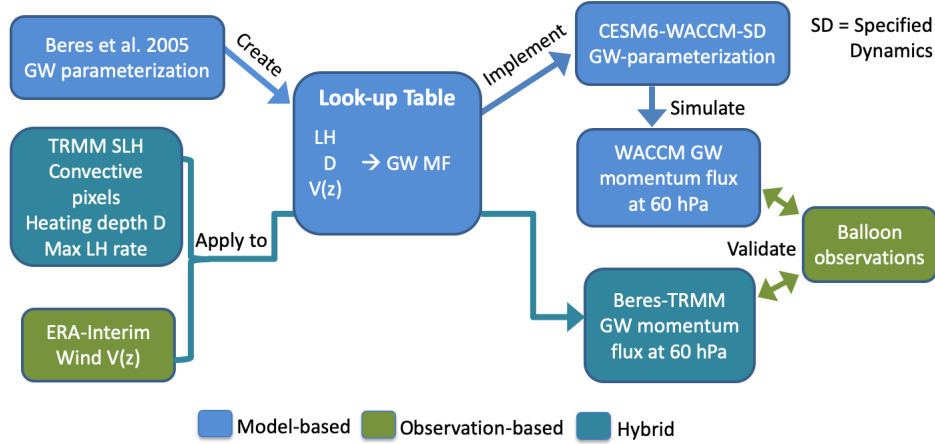 Beres et al. 2005
GW parameterization
Create
Look-up Table
LH
D → GW MF
V(z)
Implement
CESM6-WACCM-SD
GW-parameterization
SD = Specified
Dynamics
Simulate
WACCM GW
momentum flux
at 60 hPa
TRMM SLH
Convective
pixels
Heating depth D
Max LH rate
Apply to
ERA-Interim
Wind V(z)
Validate
Balloon
observations
Beres-TRMM
GW momentum
flux at 60 hPa
Model-based
Observation-based
Hybrid